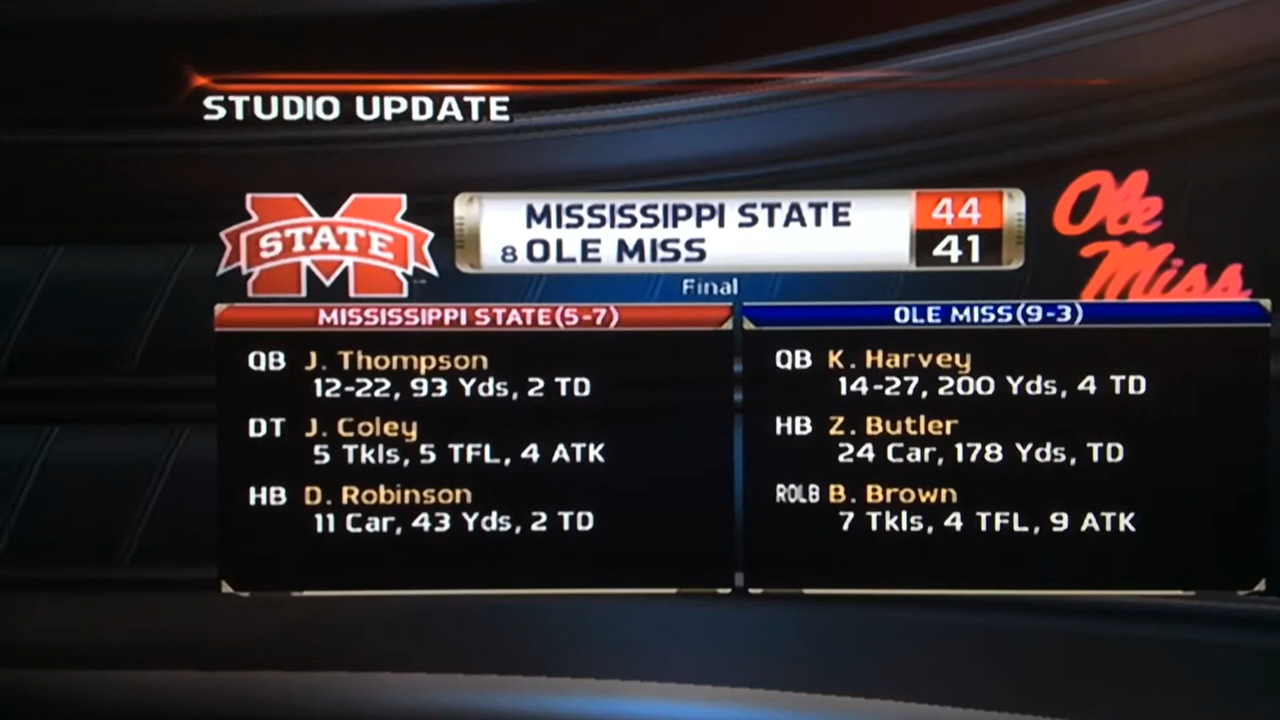 STUDIO UPDATE
STATE
MISSISSIPPI STATE 44
8 OLE MISS 41
Ole
Miss
Final
MISSISSIPPI STATE(5-7)
QB J. Thompson
12-22, 93 Yds, 2 TD
DT J. Coley
5 Tkls, 5 TFL, 4 ATK
HB D. Robinson
11 Car, 43 Yds, 2 TD
OLE MISS(9-3)
QB K. Harvey
14-27, 200 Yds, 4 TD
HB Z. Butler
24 Car, 178 Yds, TD
ROLB B. Brown
7 Tkls, 4 TFL, 9 ATK